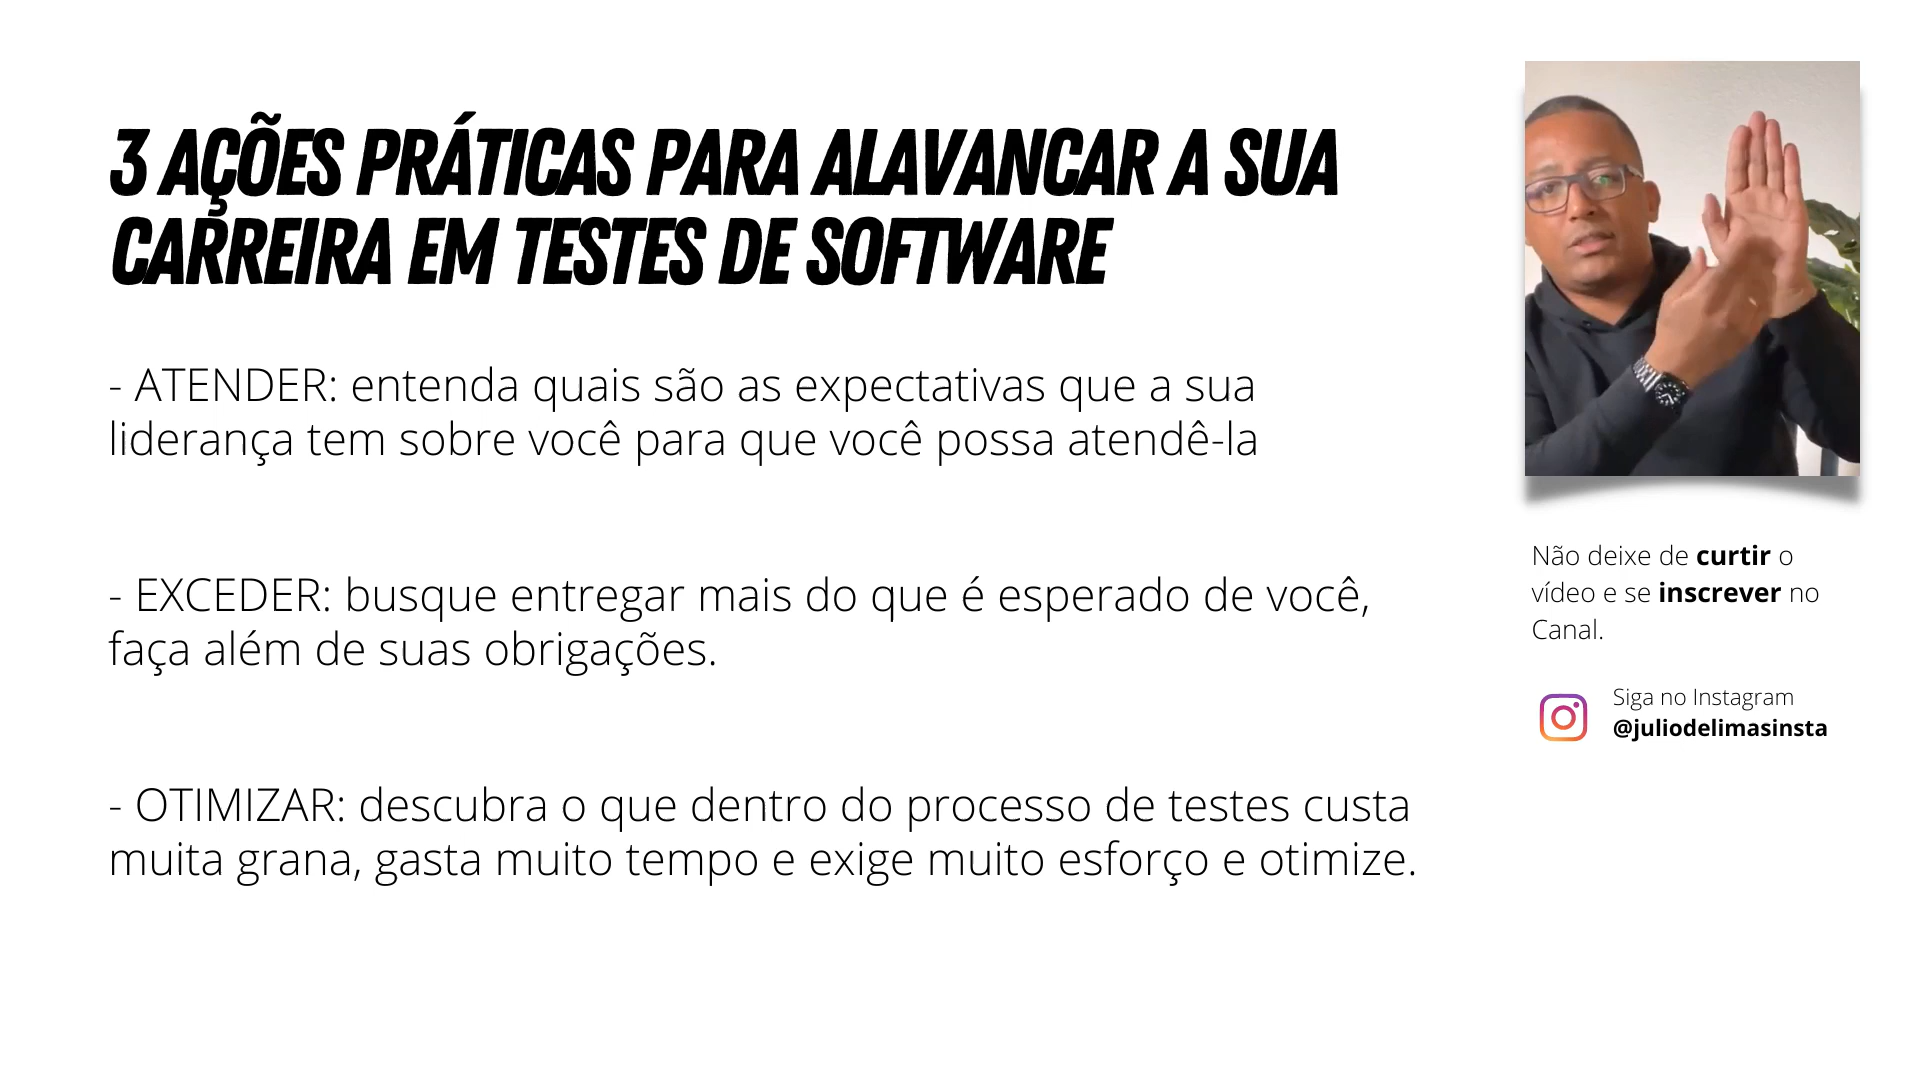 3 AÇÕES PRÁTICAS PARA ALAVANCAR A SUA
CARREIRA EM TESTES DE SOFTWARE
- ATENDER: entenda quais são as expectativas que a sua
liderança tem sobre você para que você possa atendê-la
- EXCEDER: busque entregar mais do que é esperado de você,
faça além de suas obrigações.
- OTIMIZAR: descubra o que dentro do processo de testes custa
muita grana, gasta muito tempo e exige muito esforço e otimize.
Não deixe de curtir o
vídeo e se inscrever no
Canal.
Siga no Instagram
@juliodelimasinsta